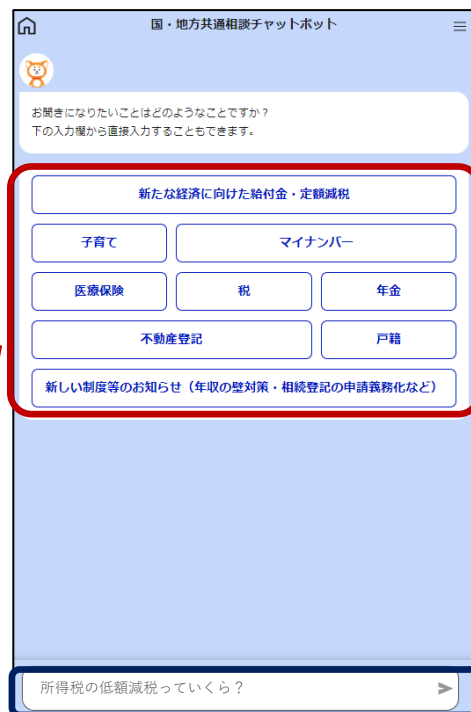 国・地方共通相談チャットボット
お聞きになりたいことはどのようなことですか？
下の入力欄から直接入力することもできます。
新たな経済に向けた給付金・定額減税
子育て
マイナンバー
医療保険
税
年金
不動産登記
戸籍
新しい制度等のお知らせ（年収の壁対策・相続登記の申請義務化など）
所得税の低額減税っていくら？